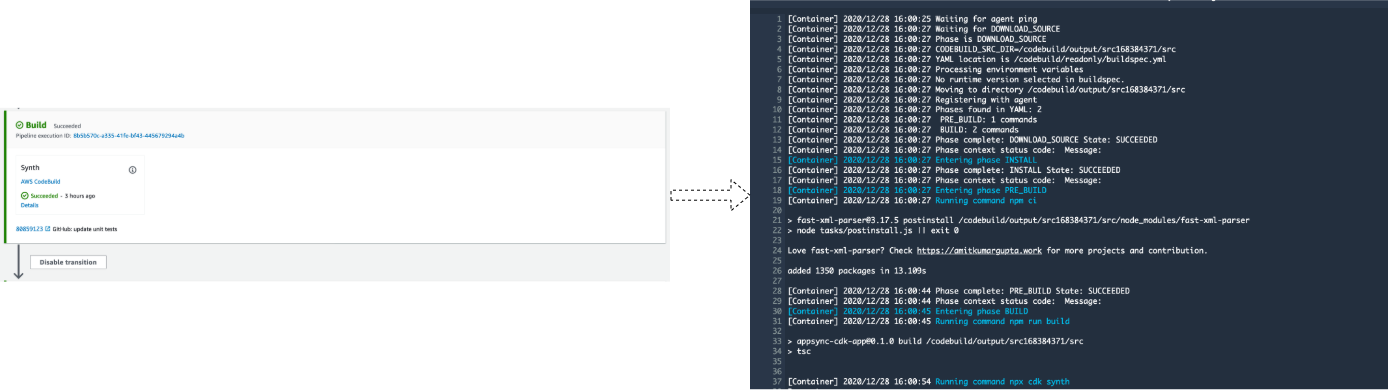 Build Succeeded
Pipeline execution ID: 8b5b570c-a335-41fe-bf43-445679294a4b
Synth
AWS CodeBuild
Succeeded - 3 hours ago
Details
80859123 GitHub: update unit tests
Disable transition
1 [Container] 2020/12/28 16:00:25 Waiting for agent ping
2 [Container] 2020/12/28 16:00:27 Waiting for DOWNLOAD_SOURCE
3 [Container] 2020/12/28 16:00:27 Phase is DOWNLOAD_SOURCE
4 [Container] 2020/12/28 16:00:27 CODEBUILD_SRC_DIR=/codebuild/output/src168384371/src
5 [Container] 2020/12/28 16:00:27 YAML location is /codebuild/readonly/buildspec.yml
6 [Container] 2020/12/28 16:00:27 Processing environment variables
7 [Container] 2020/12/28 16:00:27 No runtime version selected in buildspec.
8 [Container] 2020/12/28 16:00:27 Moving to directory /codebuild/output/src168384371/src
9 [Container] 2020/12/28 16:00:27 Registering with agent
10 [Container] 2020/12/28 16:00:27 Phases found in YAML: 2
11 [Container] 2020/12/28 16:00:27  PRE_BUILD: 1 commands
12 [Container] 2020/12/28 16:00:27  BUILD: 2 commands
13 [Container] 2020/12/28 16:00:27 Phase complete: DOWNLOAD_SOURCE State: SUCCEEDED
14 [Container] 2020/12/28 16:00:27 Phase context status code:  Message:
15 [Container] 2020/12/28 16:00:27 Entering phase INSTALL
16 [Container] 2020/12/28 16:00:27 Phase complete: INSTALL State: SUCCEEDED
17 [Container] 2020/12/28 16:00:27 Phase context status code:  Message:
18 [Container] 2020/12/28 16:00:27 Entering phase PRE_BUILD
19 [Container] 2020/12/28 16:00:27 Running command npm ci
20
21 > fast-xml-parser@3.17.5 postinstall /codebuild/output/src168384371/src/node_modules/fast-xml-parser
22 > node tasks/postinstall.js || exit 0
23
24 Love fast-xml-parser? Check https://amitkumargupta.work for more projects and contribution.
25
26 added 1350 packages in 13.109s
27
28 [Container] 2020/12/28 16:00:44 Phase complete: PRE_BUILD State: SUCCEEDED
29 [Container] 2020/12/28 16:00:44 Phase context status code:  Message:
30 [Container] 2020/12/28 16:00:45 Entering phase BUILD
31 [Container] 2020/12/28 16:00:45 Running command npm run build
32
33 > appsync-cdk-app@0.1.0 build /codebuild/output/src168384371/src
34 > tsc
35
36
37 [Container] 2020/12/28 16:00:54 Running command npx cdk synth